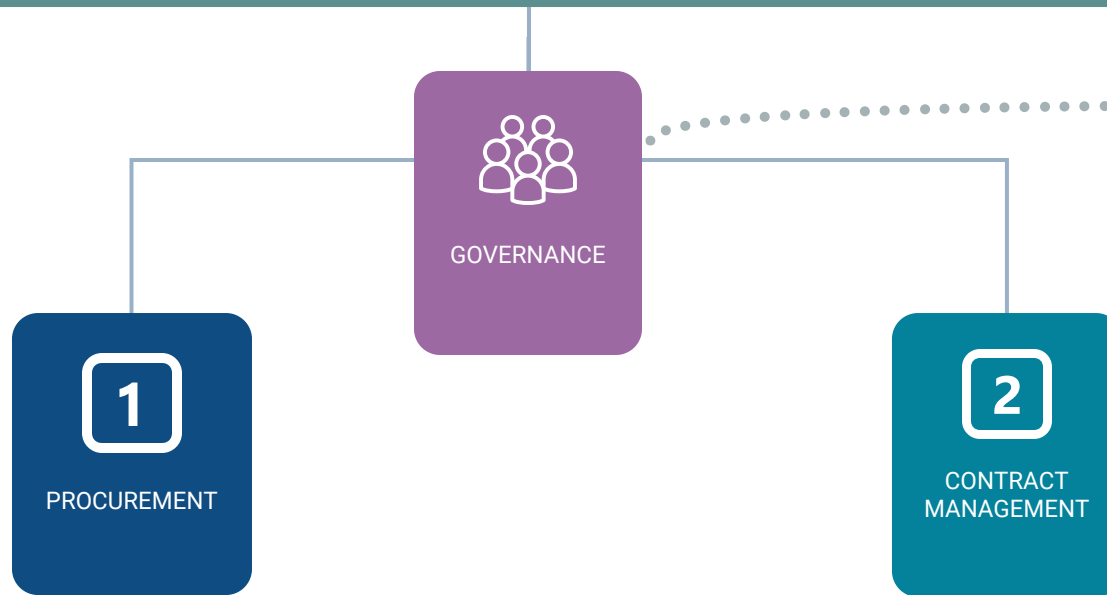 GOVERNANCE
1
PROCUREMENT
2
CONTRACT
MANAGEMENT